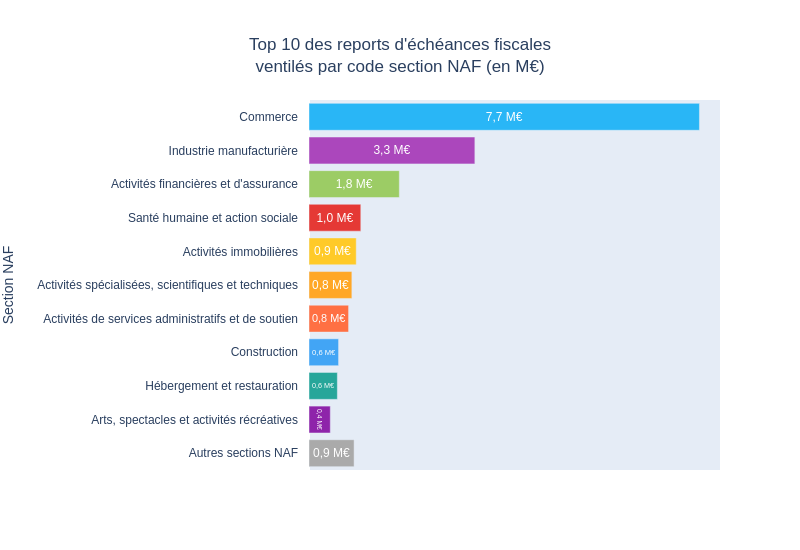 Top 10 des reports d'échéances fiscales
ventilés par code section NAF (en M€)
Section NAF
Commerce 7,7 M€
Industrie manufacturière 3,3 M€
Activités financières et d'assurance 1,8 M€
Santé humaine et action sociale 1,0 M€
Activités immobilières 0,9 M€
Activités spécialisées, scientifiques et techniques 0,8 M€
Activités de services administratifs et de soutien 0,8 M€
Construction 0,6 M€
Hébergement et restauration 0,6 M€
Arts, spectacles et activités récréatives 0,4 M€
Autres sections NAF 0,9 M€